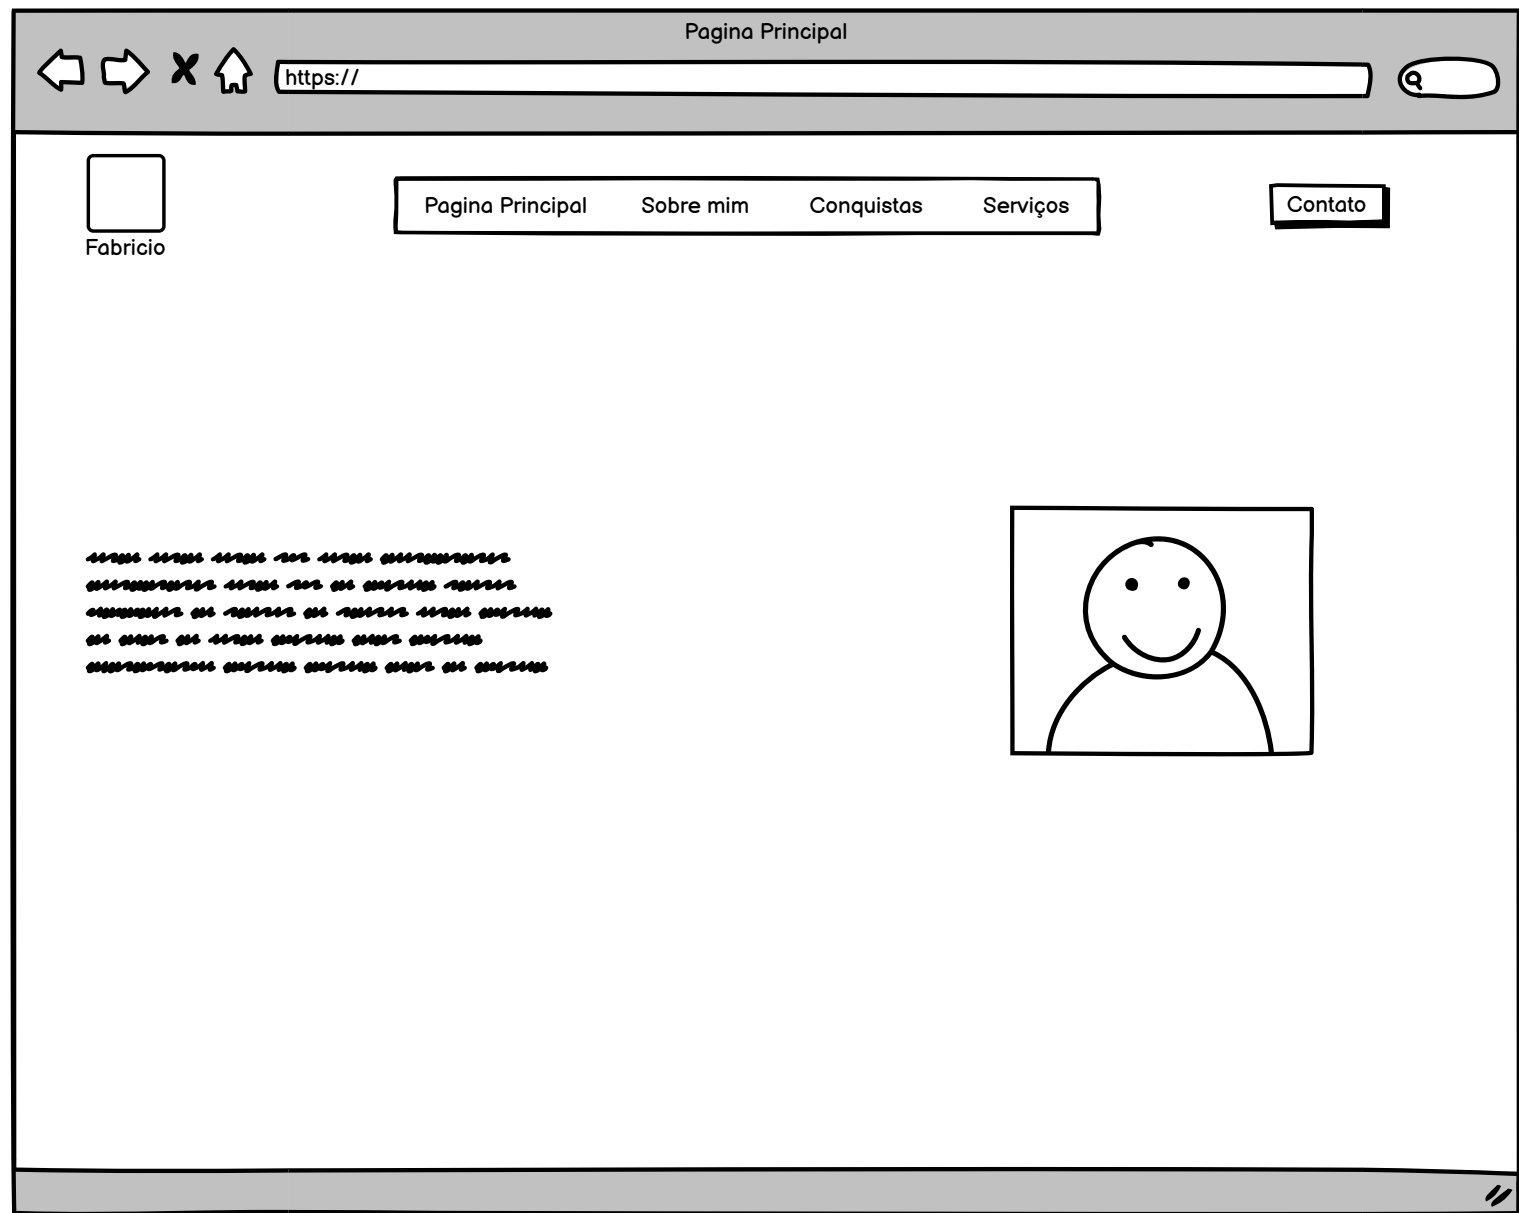 Pagina Principal
https://
Pagina Principal Sobre mim Conquistas Serviços
Contato
Fabricio